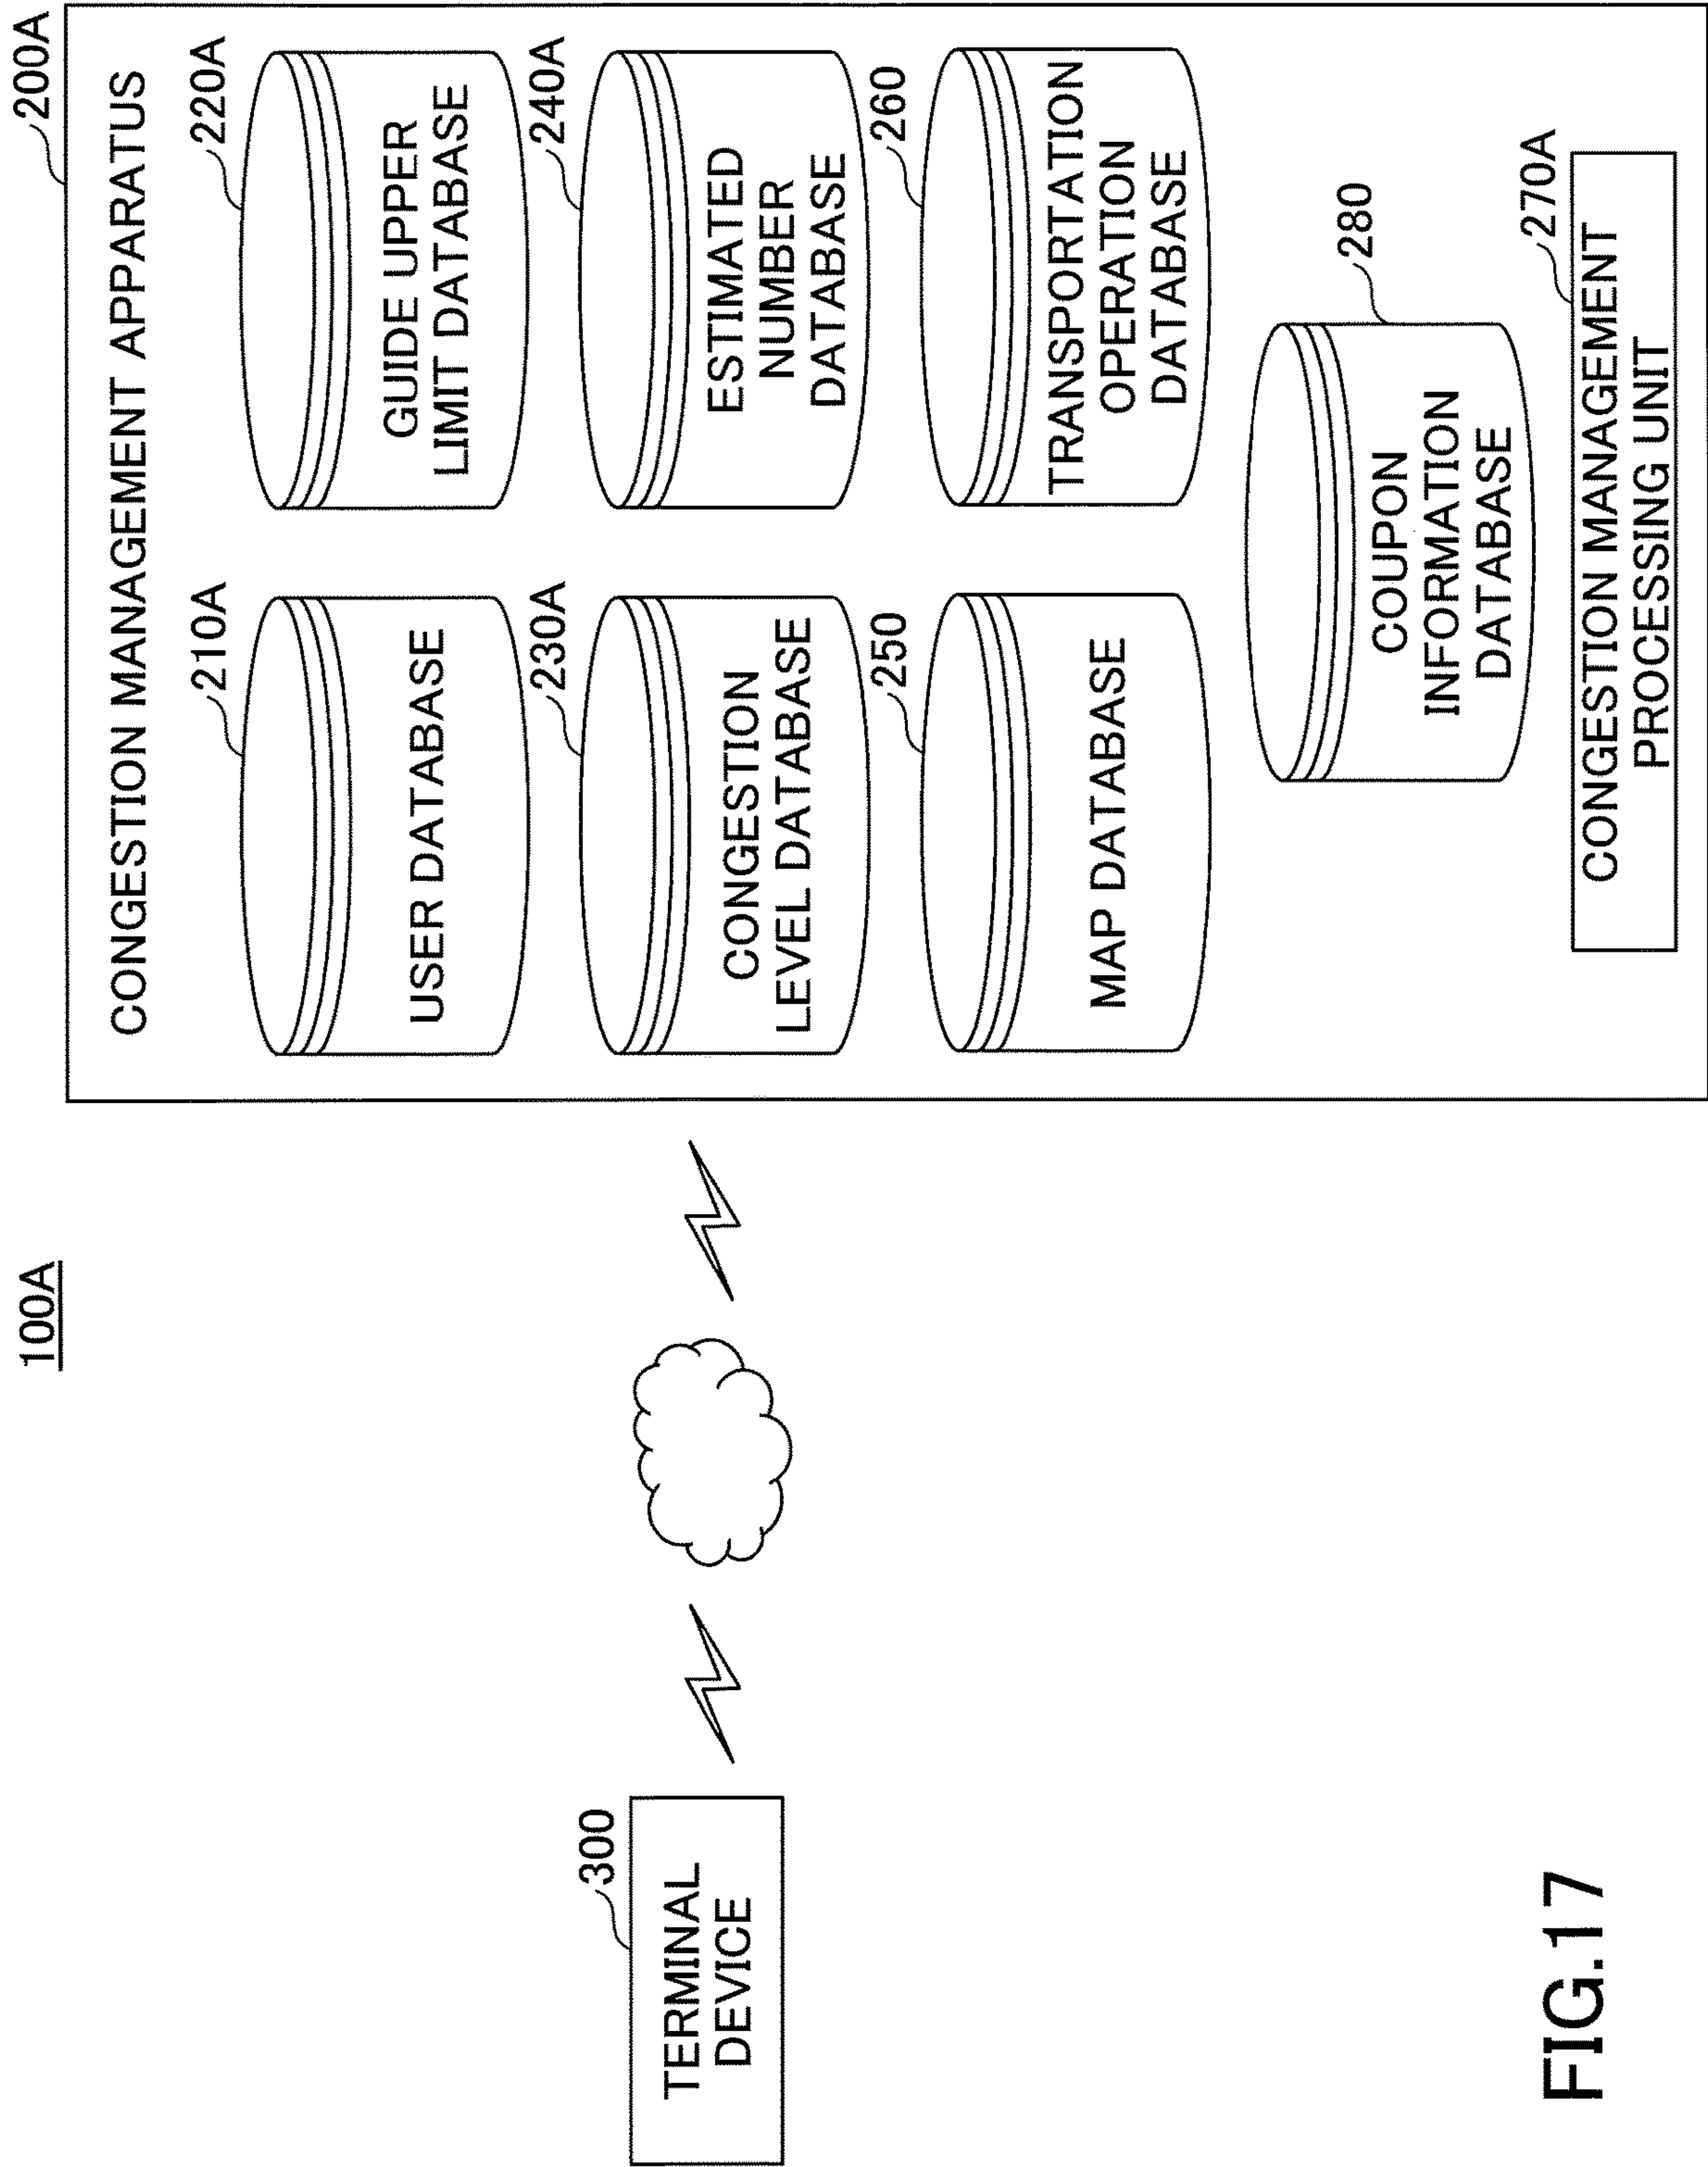 100A
200A
CONGESTION MANAGEMENT APPARATUS
210A
USER DATABASE
220A
GUIDE UPPER
LIMIT DATABASE
230A
CONGESTION
LEVEL DATABASE
240A
ESTIMATED
NUMBER
DATABASE
250
MAP DATABASE
260
TRANSPORTATION
OPERATION
DATABASE
280
COUPON
INFORMATION
DATABASE
270A
CONGESTION MANAGEMENT
PROCESSING UNIT
300
TERMINAL
DEVICE
FIG.17